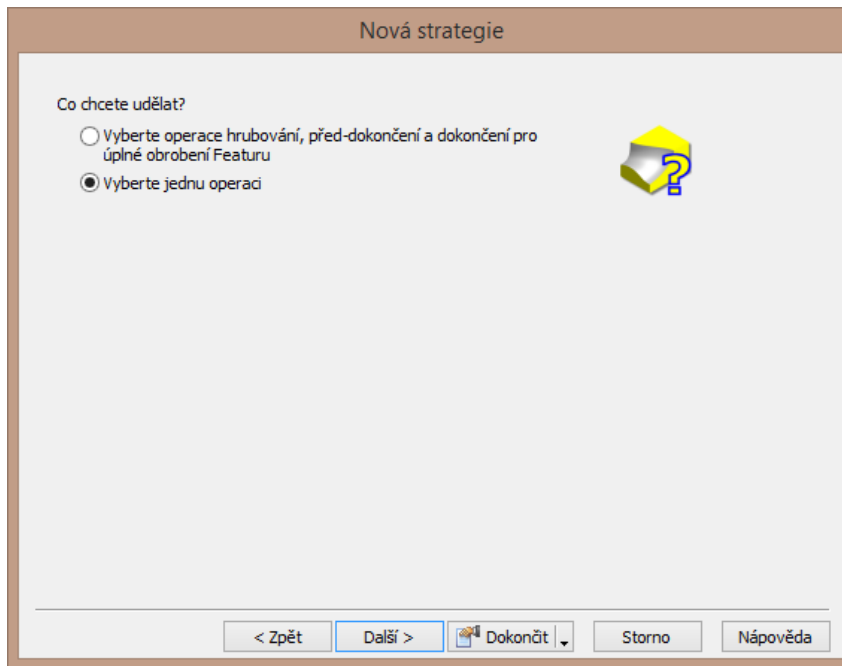 Nová strategie
Co chcete udělat?
Vyberte operace hrubování, před-dokončení a dokončení pro
úplné obrobení Featuru
Vyberte jednu operaci
?
< Zpět
Další >
Dokončit
Storno
Nápověda